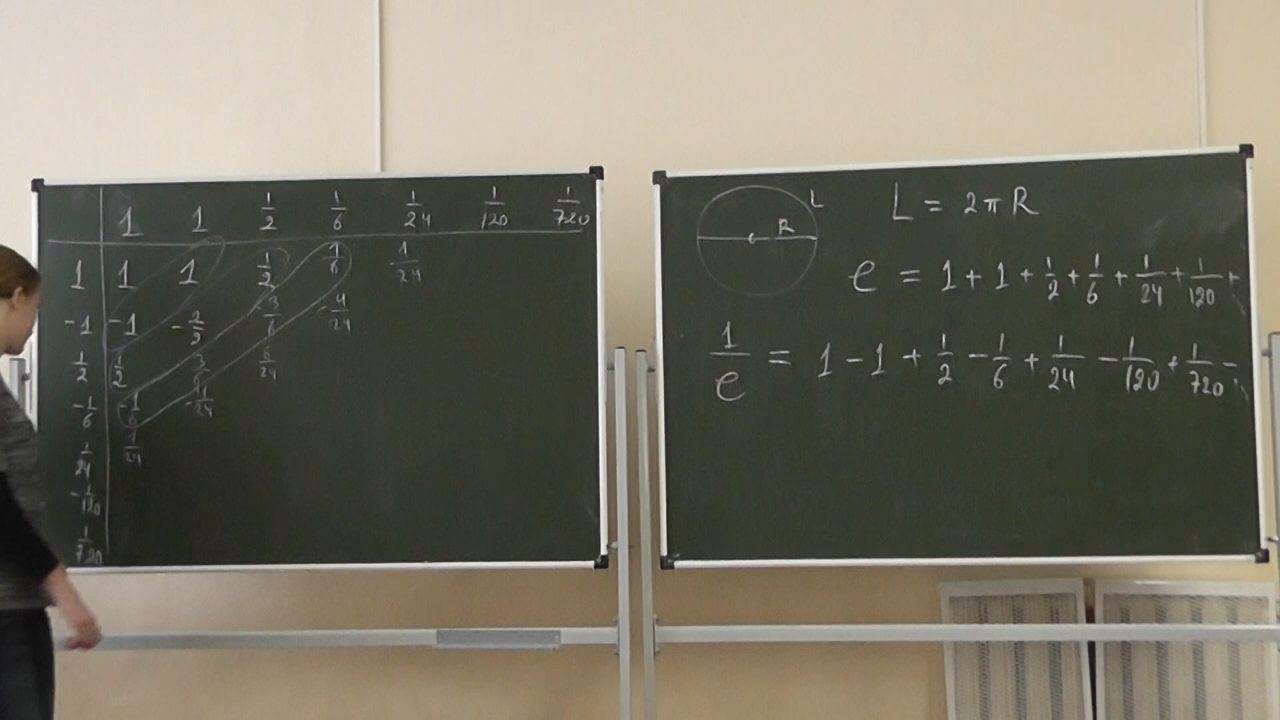 1 1 1/2 1/6 1/24 1/120 1/720
1 1 1 1/2 1/6 1/24
-1 -1 -2/2 -3/6 -4/24
1/2 1/2 3/6 6/24
-1/6 -1/6 -4/24
1/24 1/24
-1/120
1/720
L
R
L = 2πR
e = 1 + 1 + 1/2 + 1/6 + 1/24 + 1/120 +
1/e = 1 - 1 + 1/2 - 1/6 + 1/24 - 1/120 + 1/720 -